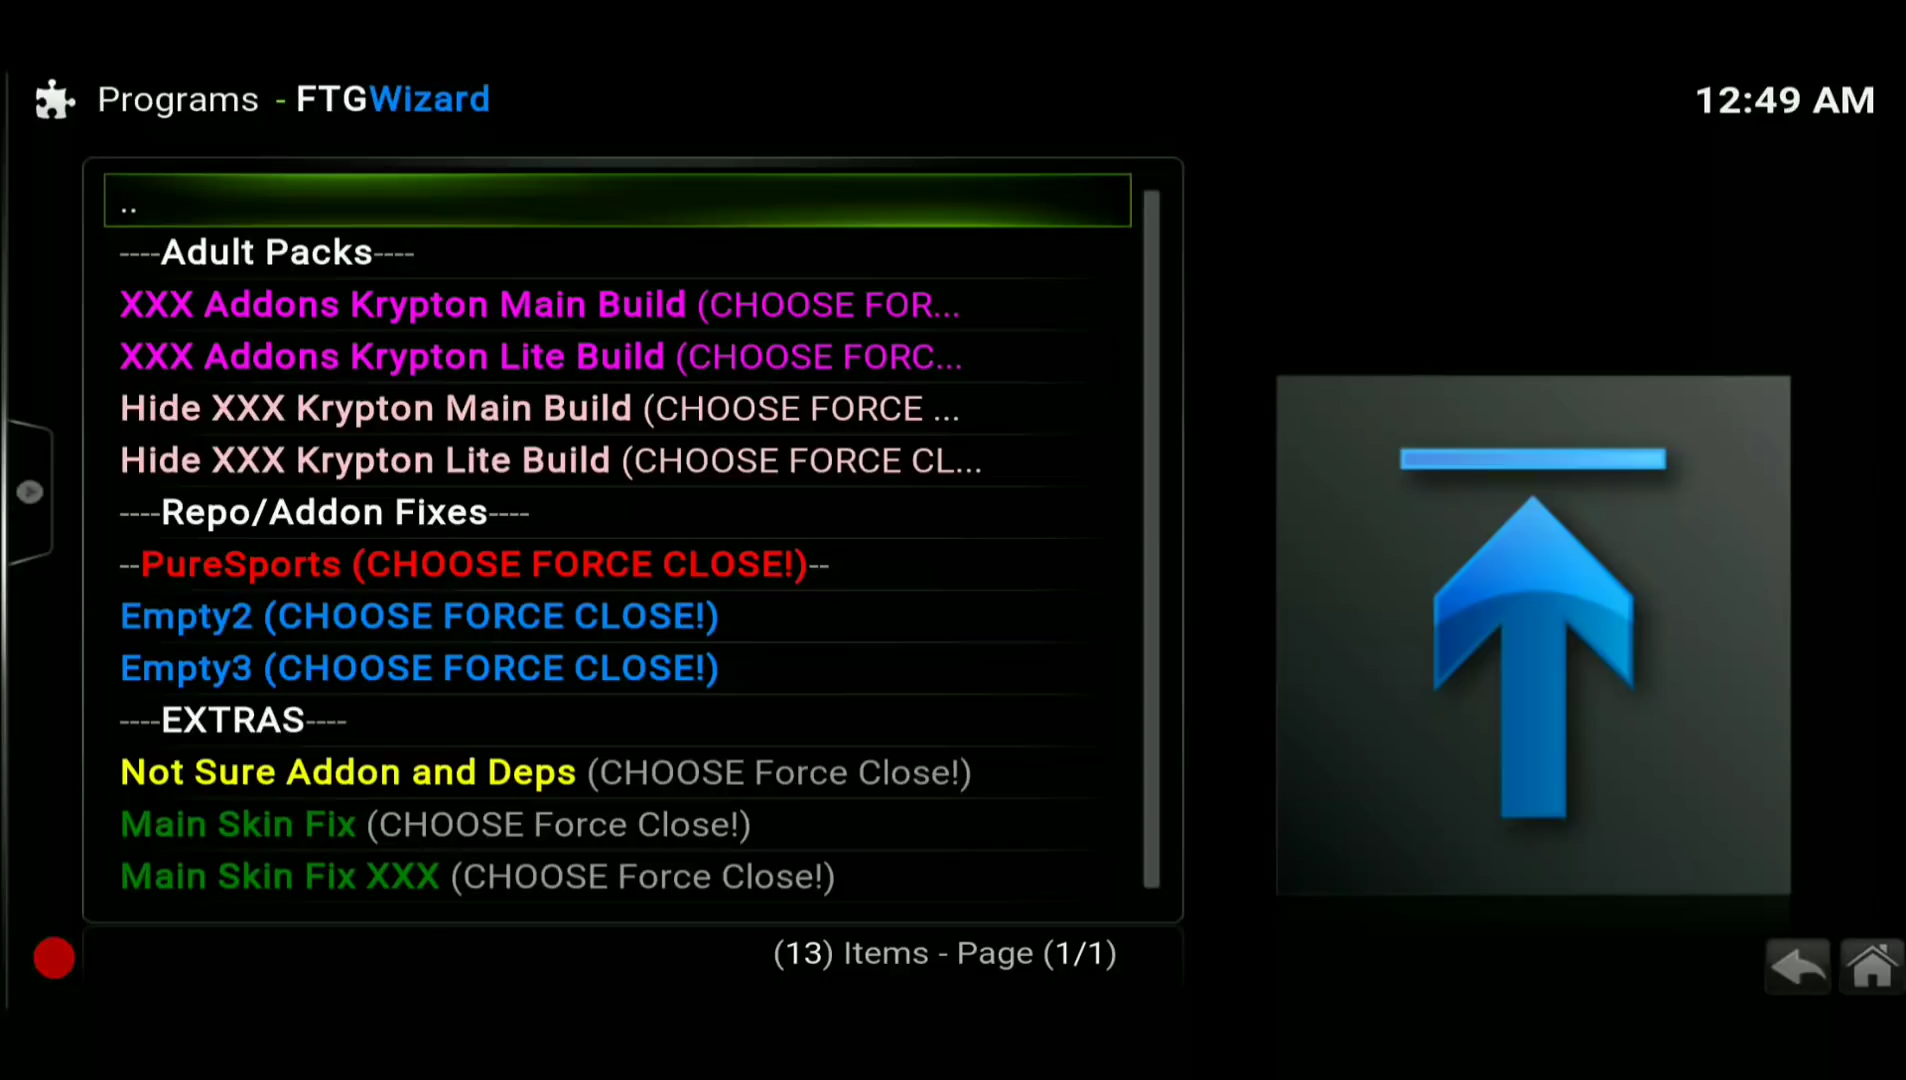 Programs - FTGWizard
12:49 AM
..
----Adult Packs----
XXX Addons Krypton Main Build (CHOOSE FOR...
XXX Addons Krypton Lite Build (CHOOSE FORC...
Hide XXX Krypton Main Build (CHOOSE FORCE ...
Hide XXX Krypton Lite Build (CHOOSE FORCE CL...
----Repo/Addon Fixes----
--PureSports (CHOOSE FORCE CLOSE!)--
Empty2 (CHOOSE FORCE CLOSE!)
Empty3 (CHOOSE FORCE CLOSE!)
----EXTRAS----
Not Sure Addon and Deps (CHOOSE Force Close!)
Main Skin Fix (CHOOSE Force Close!)
Main Skin Fix XXX (CHOOSE Force Close!)
(13) Items - Page (1/1)